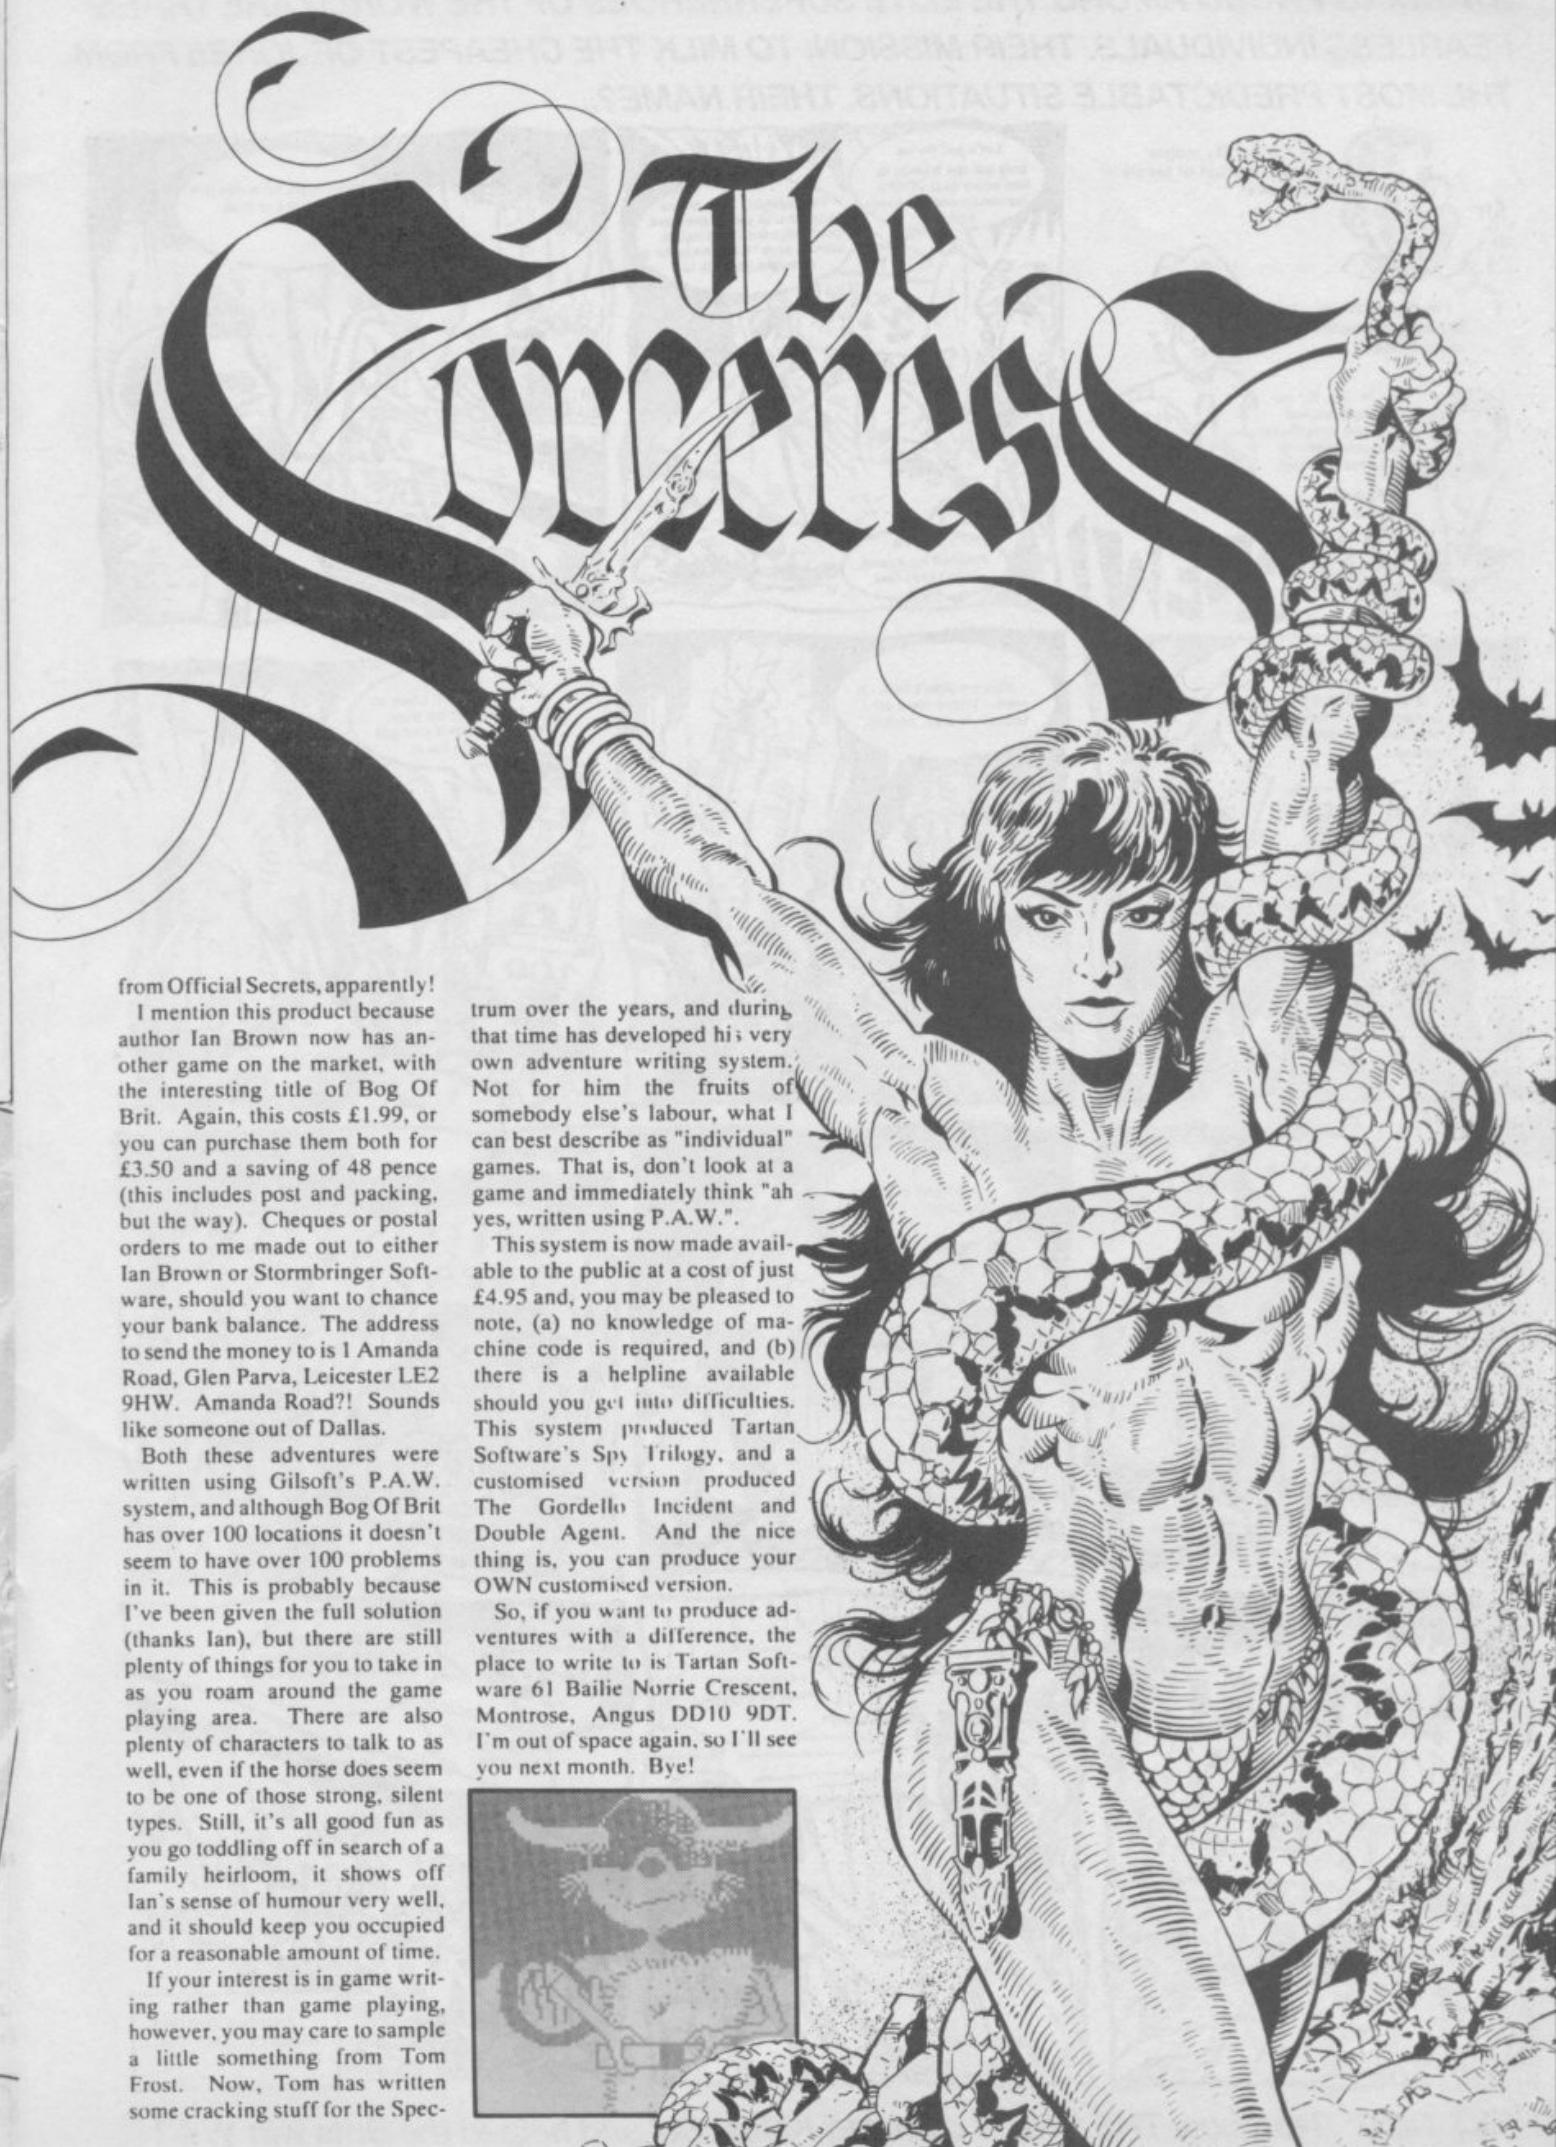 The
Sorceress
from Official Secrets, apparently!
I mention this product because
author Ian Brown now has an-
other game on the market, with
the interesting title of Bog Of
Brit. Again, this costs £1.99, or
you can purchase them both for
£3.50 and a saving of 48 pence
(this includes post and packing,
but the way). Cheques or postal
orders to me made out to either
Ian Brown or Stormbringer Soft-
ware, should you want to chance
your bank balance. The address
to send the money to is 1 Amanda
Road, Glen Parva, Leicester LE2
9HW. Amanda Road?! Sounds
like someone out of Dallas.
Both these adventures were
written using Gilsoft's P.A.W.
system, and although Bog Of Brit
has over 100 locations it doesn't
seem to have over 100 problems
in it. This is probably because
I've been given the full solution
(thanks Ian), but there are still
plenty of things for you to take in
as you roam around the game
playing area. There are also
plenty of characters to talk to as
well, even if the horse does seem
to be one of those strong, silent
types. Still, it's all good fun as
you go toddling off in search of a
family heirloom, it shows off
Ian's sense of humour very well,
and it should keep you occupied
for a reasonable amount of time.
If your interest is in game writ-
ing rather than game playing,
however, you may care to sample
a little something from Tom
Frost. Now, Tom has written
some cracking stuff for the Spec-
trum over the years, and during
that time has developed his very
own adventure writing system.
Not for him the fruits of
somebody else's labour, what I
can best describe as "individual"
games. That is, don't look at a
game and immediately think "ah
yes, written using P.A.W.".
This system is now made avail-
able to the public at a cost of just
£4.95 and, you may be pleased to
note, (a) no knowledge of ma-
chine code is required, and (b)
there is a helpline available
should you get into difficulties.
This system produced Tartan
Software's Spy Trilogy, and a
customised version produced
The Gordello Incident and
Double Agent. And the nice
thing is, you can produce your
OWN customised version.
So, if you want to produce ad-
ventures with a difference, the
place to write to is Tartan Soft-
ware 61 Bailie Norrie Crescent,
Montrose, Angus DD10 9DT.
I'm out of space again, so I'll see
you next month. Bye!